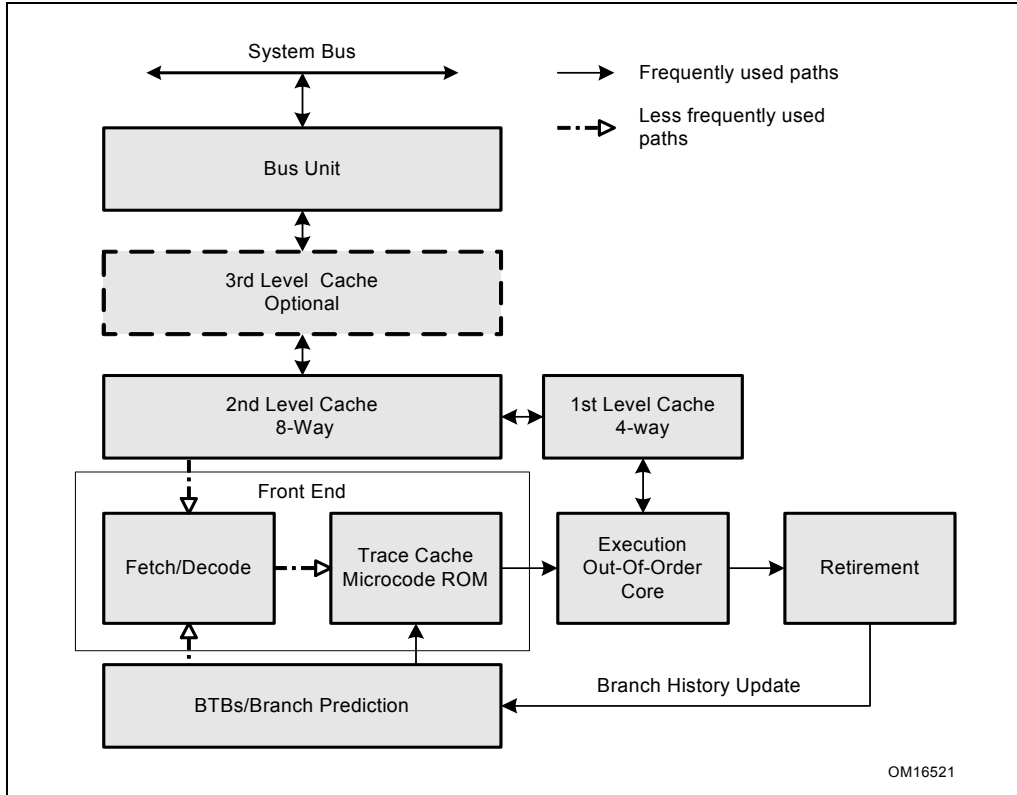 System Bus
Frequently used paths
Less frequently used
paths
Bus Unit
3rd Level Cache
Optional
2nd Level Cache
8-Way
1st Level Cache
4-way
Front End
Fetch/Decode
Trace Cache
Microcode ROM
Execution
Out-Of-Order
Core
Retirement
BTBs/Branch Prediction
Branch History Update
OM16521